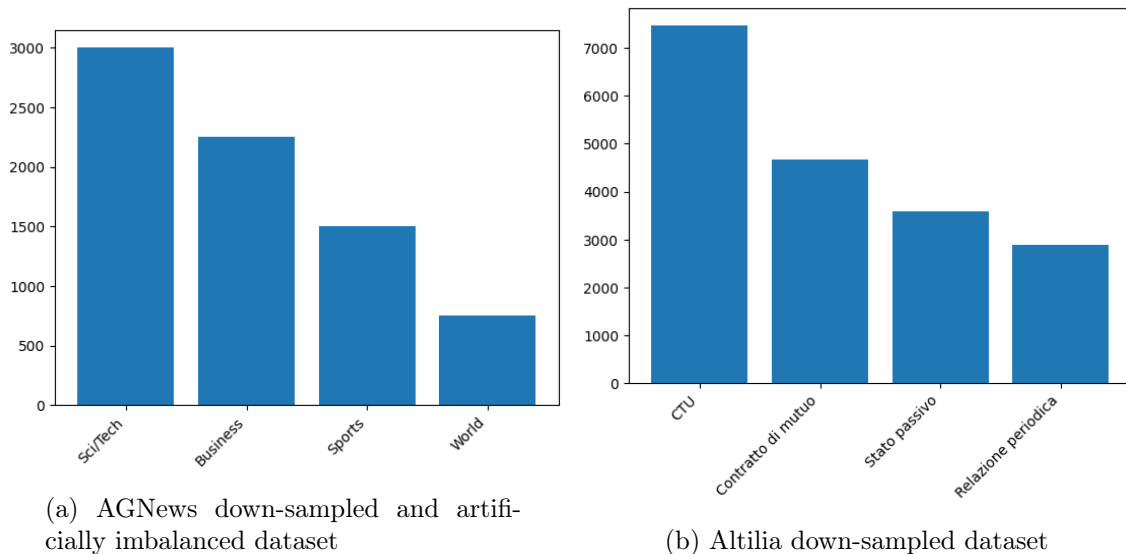 3000
2500
2000
1500
1000
500
0
Sci/Tech
Business
Sports
World
(a) AGNews down-sampled and artifi-
cially imbalanced dataset
7000
6000
5000
4000
3000
2000
1000
0
CTU
Contratto di mutuo
Stato passivo
Relazione periodica
(b) Altilia down-sampled dataset